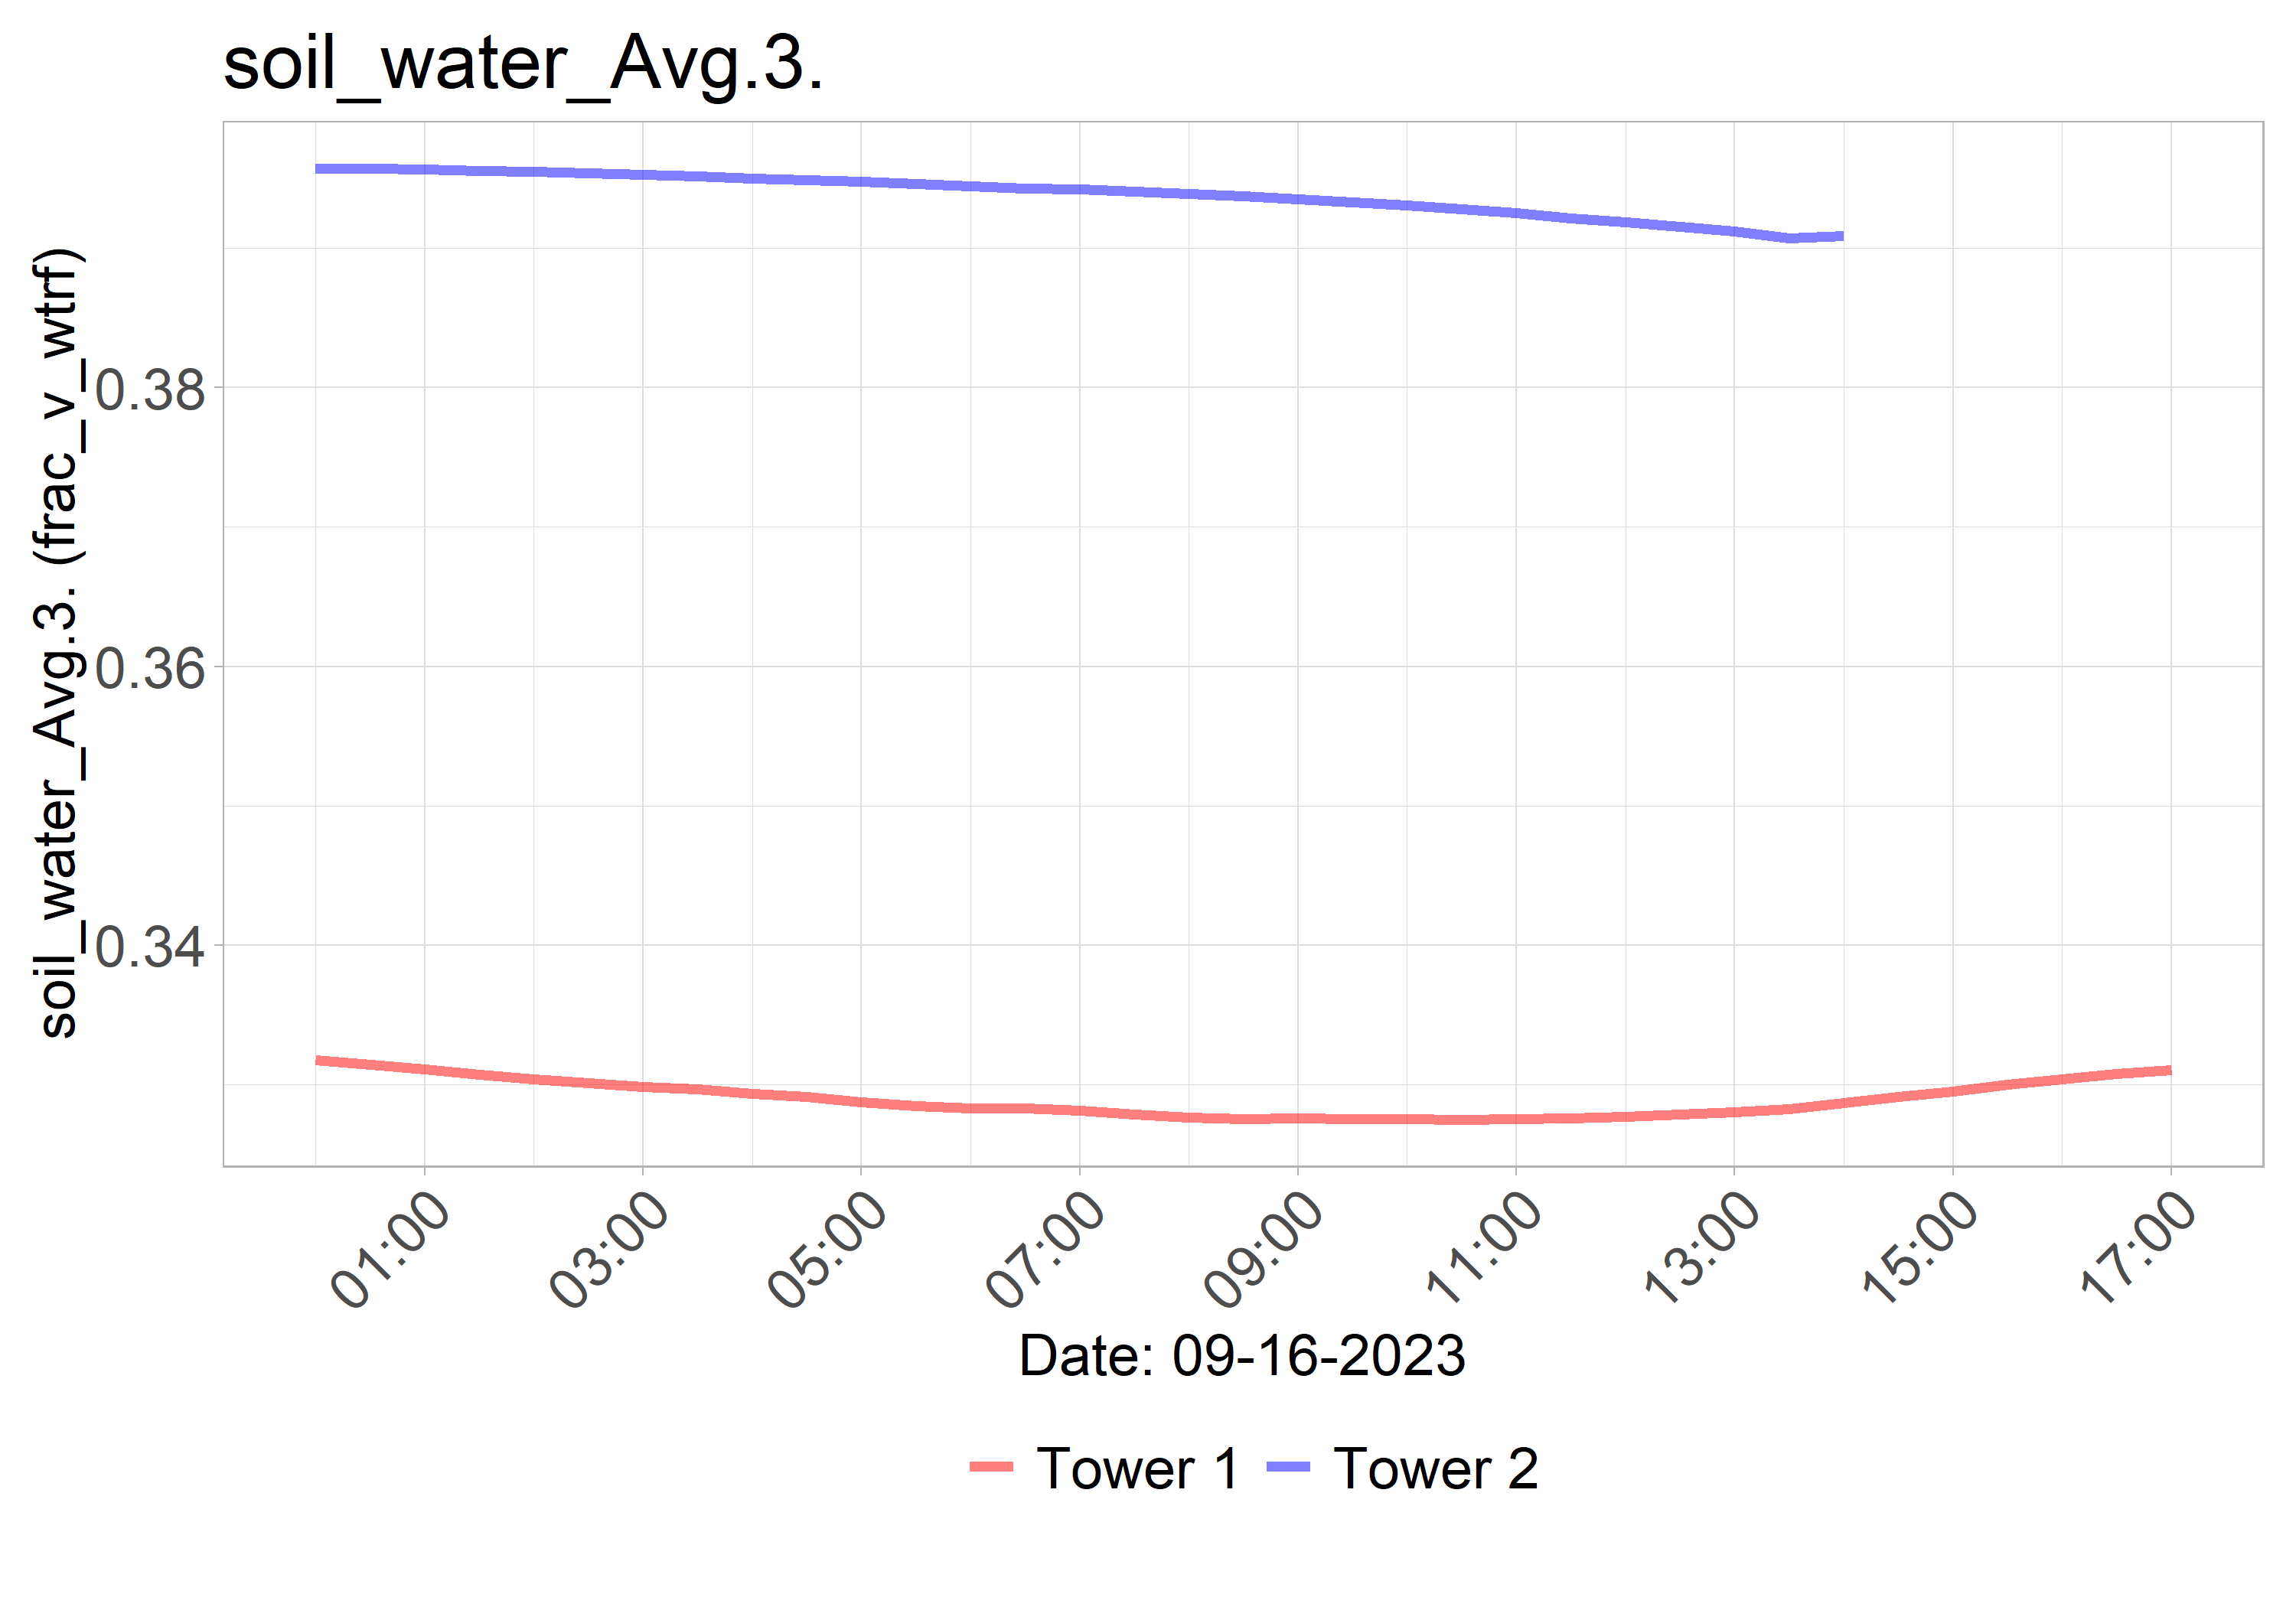 soil_water_Avg.3.
soil_water_Avg.3. (frac_v_wtrf)
0.38
0.36
0.34
01:00
03:00
05:00
07:00
09:00
11:00
13:00
15:00
17:00
Date: 09-16-2023
Tower 1
Tower 2